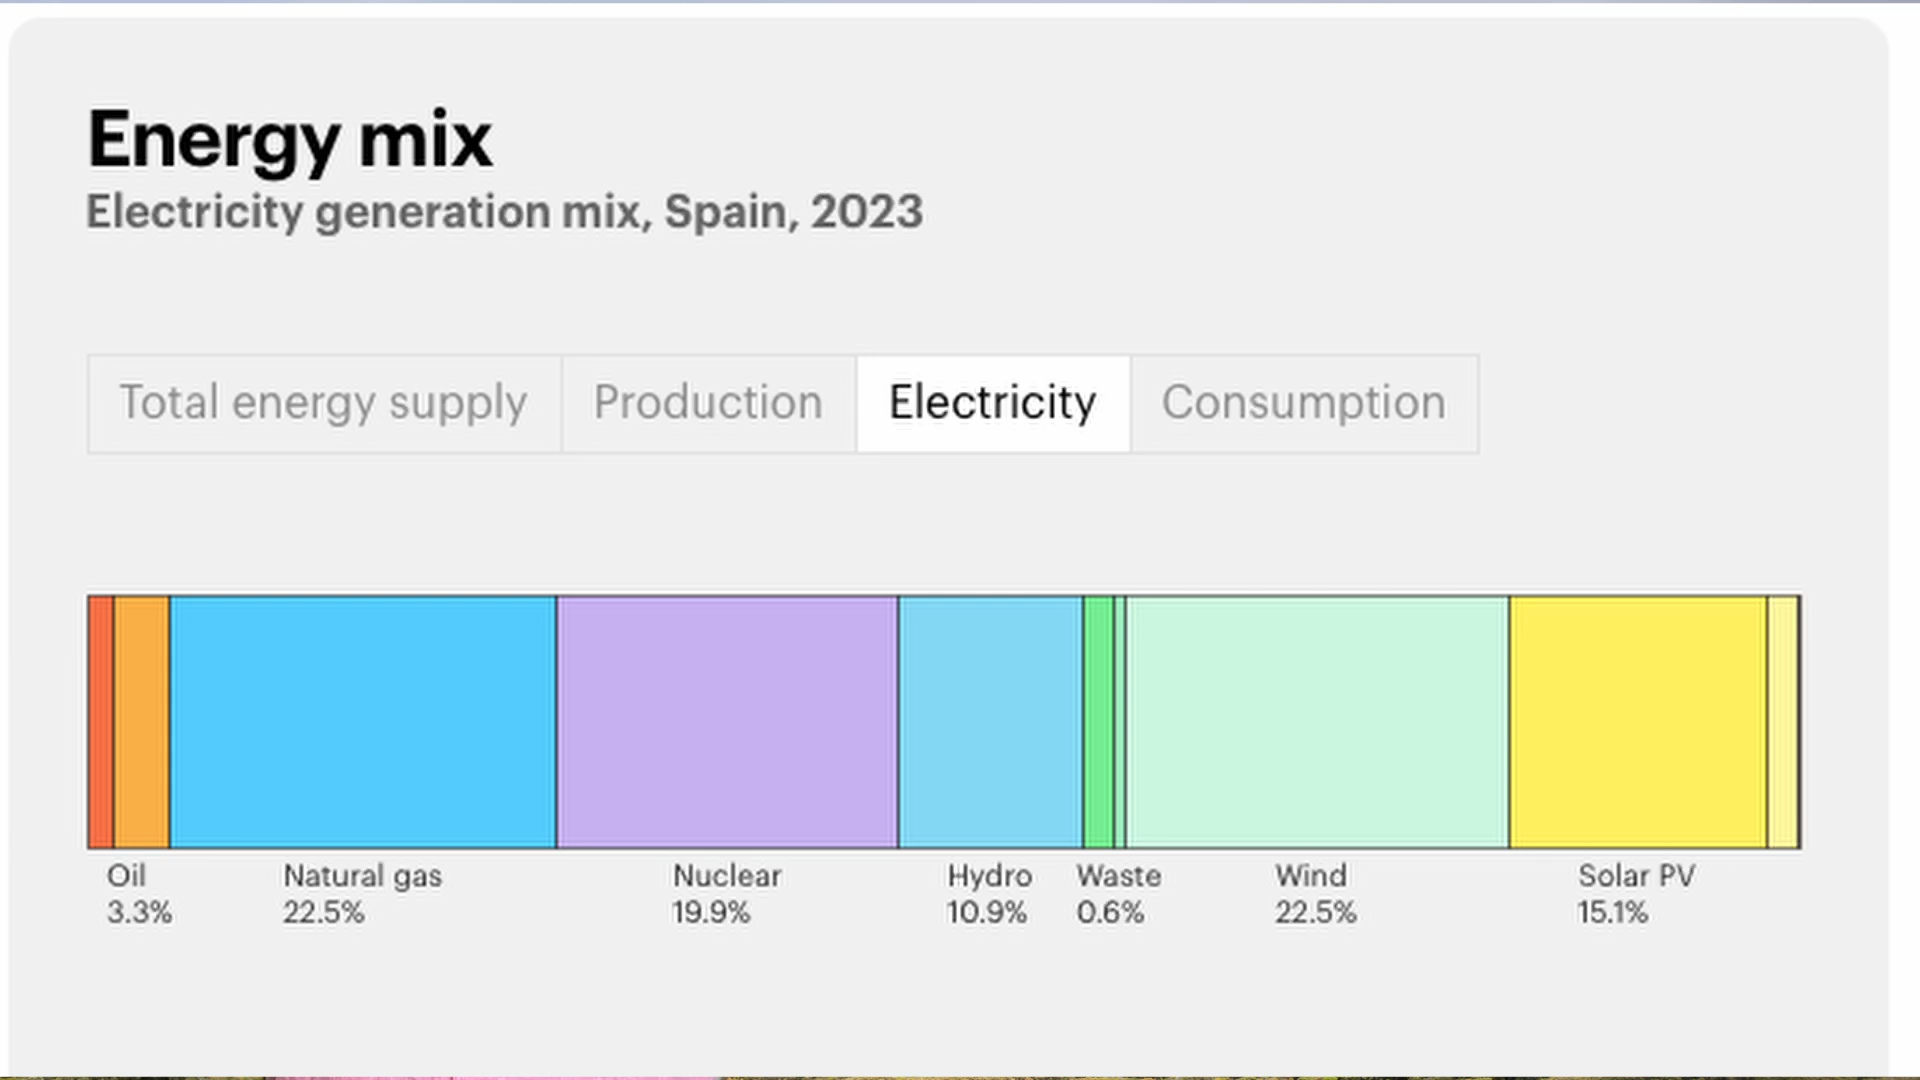 Energy mix
Electricity generation mix, Spain, 2023
Total energy supply Production Electricity Consumption
Oil Natural gas Nuclear Hydro Waste Wind Solar PV
3.3% 22.5% 19.9% 10.9% 0.6% 22.5% 15.1%